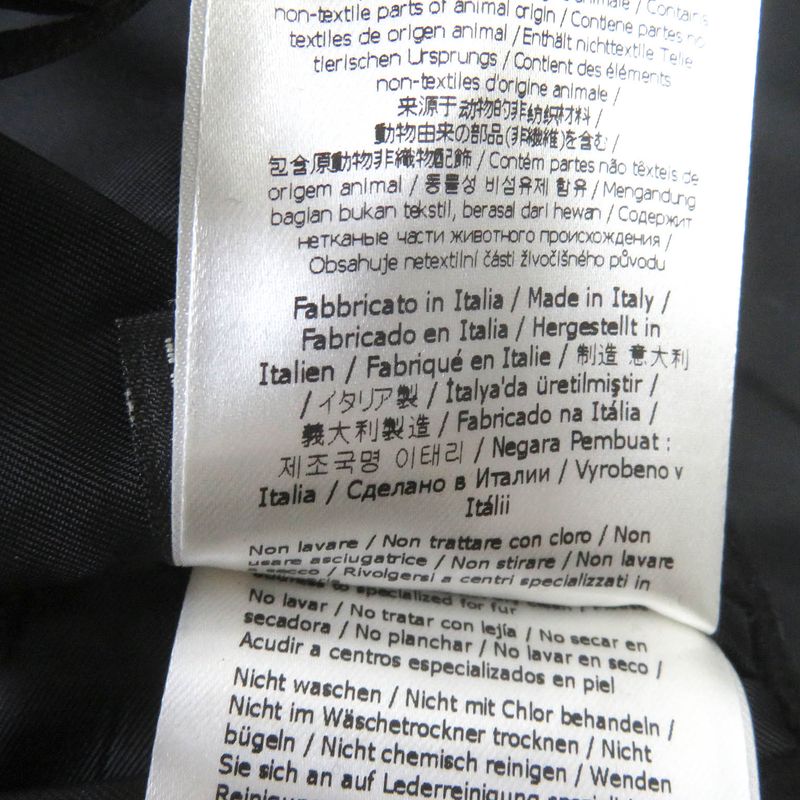 animale / Contains
non-textile parts of animal origin / Contiene partes no
textiles de origen animal / Enthält nichttextile Teile
tierischen Ursprungs / Contient des éléments
non-textiles d'origine animale /
来源于动物的非纺织材料 /
動物由来の部品(非繊維)を含む /
包含原動物非織物配飾 / Contém partes não têxteis de
origem animal / 동물성 비섬유제 함유 / Mengandung
bagian bukan tekstil, berasal dari hewan / Содержит
нетканые части животного происхождения /
Obsahuje netextilní části živočišného původu
Fabbricato in Italia / Made in Italy /
Fabricado en Italia / Hergestellt in
Italien / Fabriqué en Italie / 制造 意大利
/ イタリア製 / İtalya'da üretilmiştir /
義大利製造 / Fabricado na Itália /
제조국명 이태리 / Negara Pembuat :
Italia / Сделано в Италии / Vyrobeno v
Itálii
Non lavare / Non trattare con cloro / Non
usare asciugatrice / Non stirare / Non lavare
a secco / Rivolgersi a centri specializzati in
to specialized for fur
No lavar / No tratar con lejía / No secar en
secadora / No planchar / No lavar en seco /
Acudir a centros especializados en piel
Nicht waschen / Nicht mit Chlor behandeln /
Nicht im Wäschetrockner trocknen / Nicht
bügeln / Nicht chemisch reinigen / Wenden
Sie sich an auf Lederreinigung